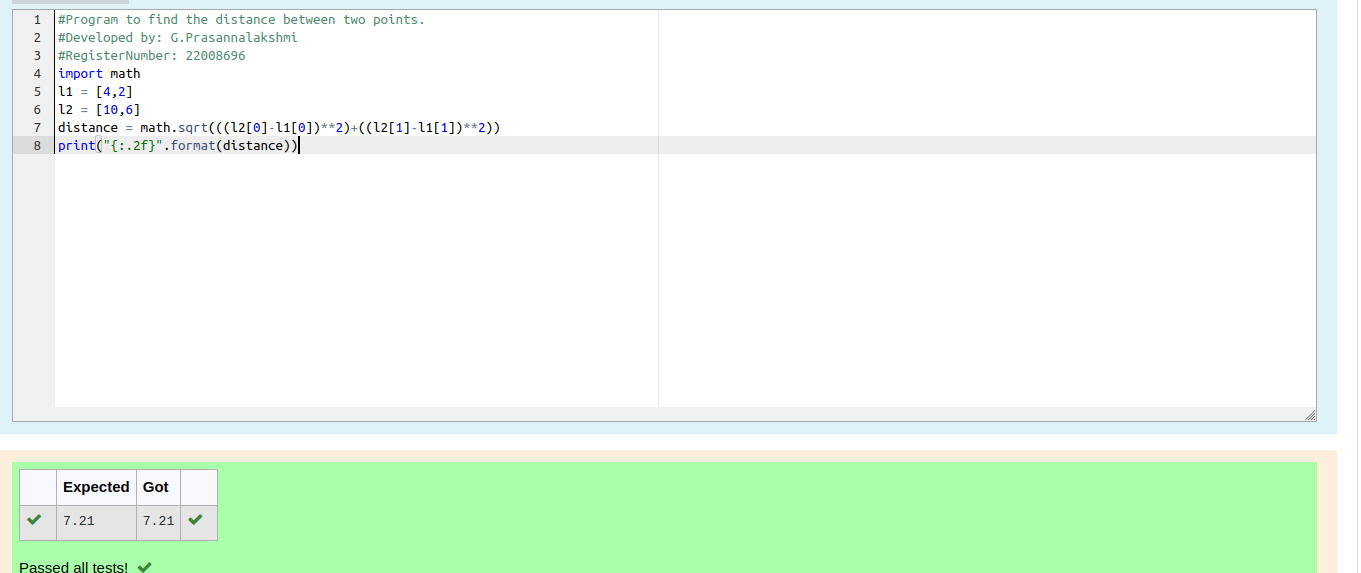 1 #Program to find the distance between two points.
2 #Developed by: G.Prasannalakshmi
3 #RegisterNumber: 22008696
4 import math
5 l1 = [4,2]
6 l2 = [10,6]
7 distance = math.sqrt(((l2[0]-l1[0])**2)+((l2[1]-l1[1])**2))
8 print("{:.2f}".format(distance))
Expected Got
7.21 7.21
Passed all tests!